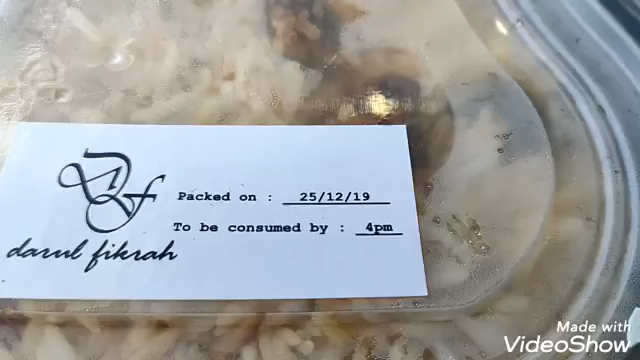 Df
Packed on : 25/12/19
To be consumed by : 4pm
darul fikrah
Made with
VideoShow